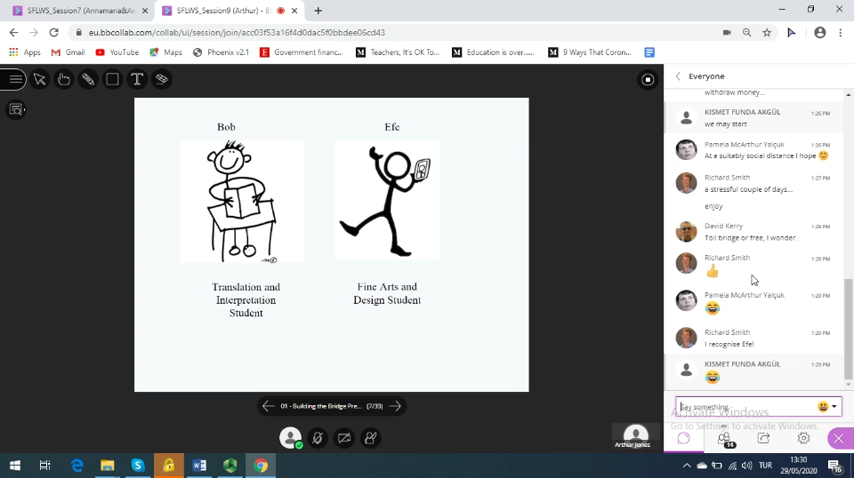 SFLWS_Session7 (Annamaria&Ar
SFLWS_Session9 (Arthur) - B
eu.bbcollab.com/collab/ui/session/join/acc03f53a16f4d0dac5f0bbdee06cd43
Apps
Gmail
YouTube
Maps
Phoenix v2.1
Government financ...
Teachers, It's OK To...
Education is over.....
9 Ways That Coron...
Everyone
withdraw money...
KISMET FUNDA AKGÜL
1:26 PM
we may start
Pamela McArthur Yalçuk
1:26 PM
At a suitably social distance I hope
Richard Smith
1:27 PM
a stressful couple of days...
enjoy
David Kerry
1:28 PM
Toll bridge or free, I wonder.
Richard Smith
1:28 PM
Pamela McArthur Yalçuk
1:29 PM
Richard Smith
1:29 PM
I recognise Efe!
KISMET FUNDA AKGÜL
1:29 PM
Bob
Efe
Translation and
Interpretation
Student
Fine Arts and
Design Student
01 - Building the Bridge Pre... (7/33)
Say something
Activate Windows
Go to Settings to activate Windows.
Arthur Jones
14
TUR
13:30
29/05/2020
16